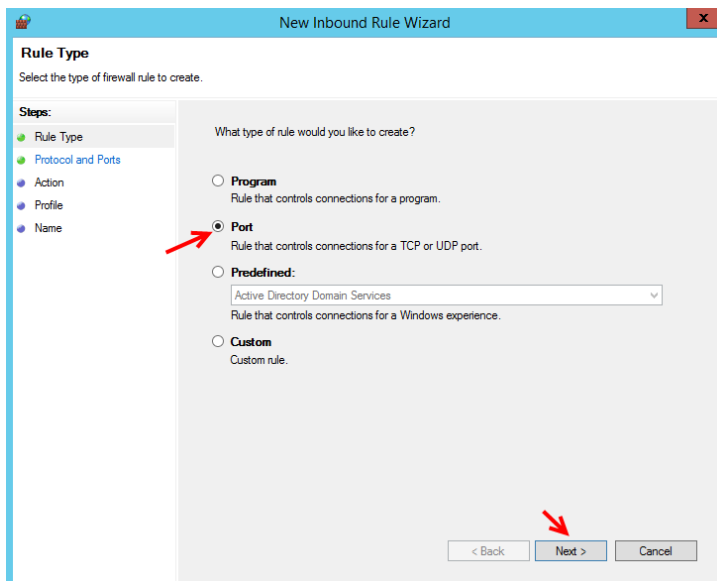 New Inbound Rule Wizard
x
Rule Type
Select the type of firewall rule to create.
Steps:
Rule Type
Protocol and Ports
Action
Profile
Name
What type of rule would you like to create?
Program
Rule that controls connections for a program.
Port
Rule that controls connections for a TCP or UDP port.
Predefined:
Active Directory Domain Services
Rule that controls connections for a Windows experience.
Custom
Custom rule.
< Back Next > Cancel